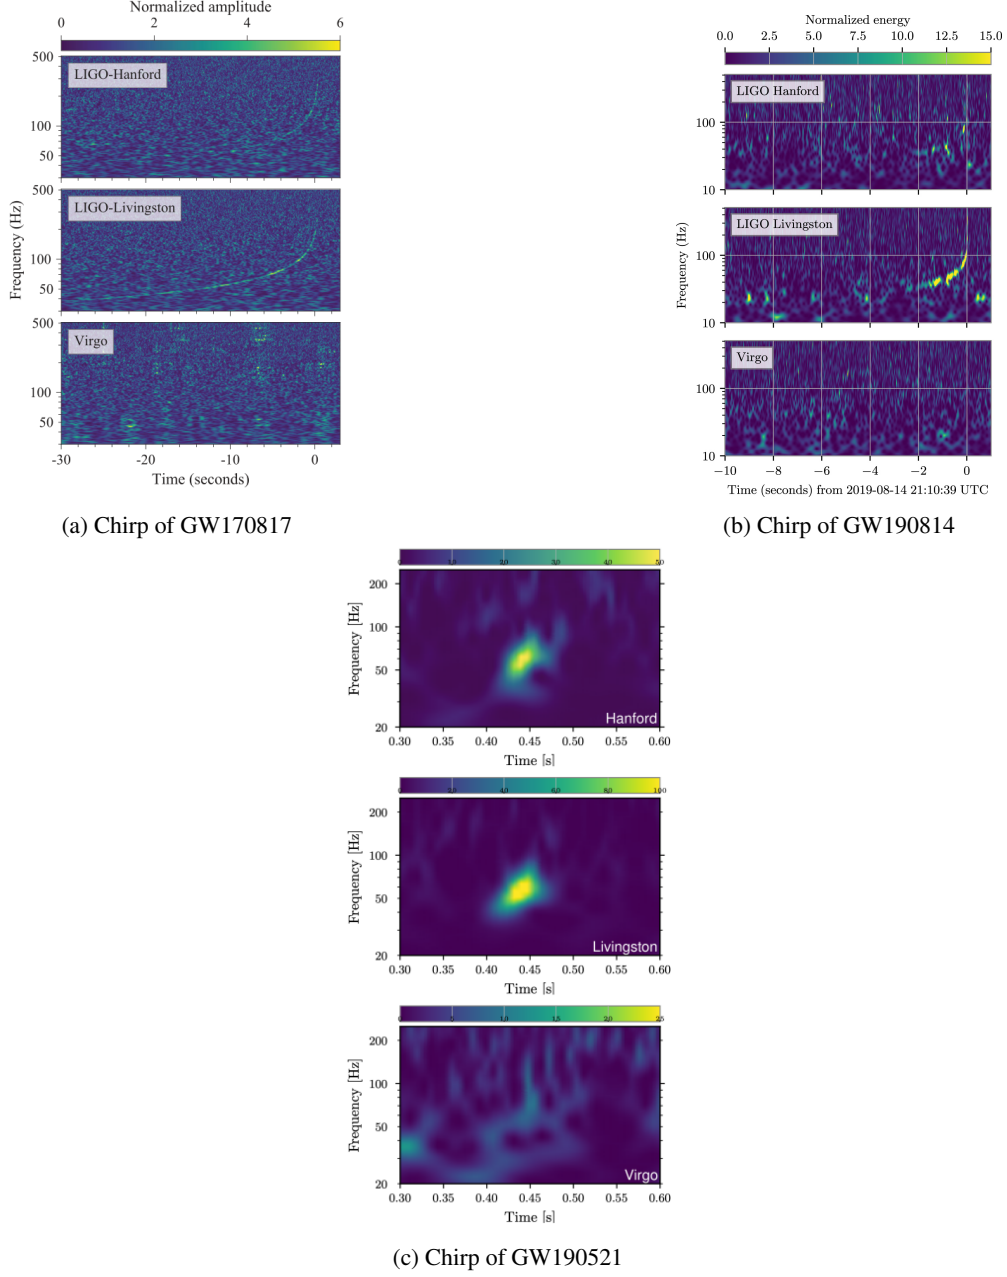 Normalized amplitude
0 2 4 6
500
LIGO-Hanford
100
50
500
LIGO-Livingston
100
50
Frequency (Hz)
500
Virgo
100
50
-30 -20 -10 0
Time (seconds)
(a) Chirp of GW170817
Normalized energy
0.0 2.5 5.0 7.5 10.0 12.5 15.0
LIGO Hanford
100
10
LIGO Livingston
100
10
Frequency (Hz)
Virgo
100
10
−10 −8 −6 −4 −2 0
Time (seconds) from 2019-08-14 21:10:39 UTC
(b) Chirp of GW190814
200
100
50
20
Frequency [Hz]
Hanford
0.30 0.35 0.40 0.45 0.50 0.55 0.60
Time [s]
200
100
50
20
Frequency [Hz]
Livingston
0.30 0.35 0.40 0.45 0.50 0.55 0.60
Time [s]
200
100
50
20
Frequency [Hz]
Virgo
0.30 0.35 0.40 0.45 0.50 0.55 0.60
Time [s]
(c) Chirp of GW190521